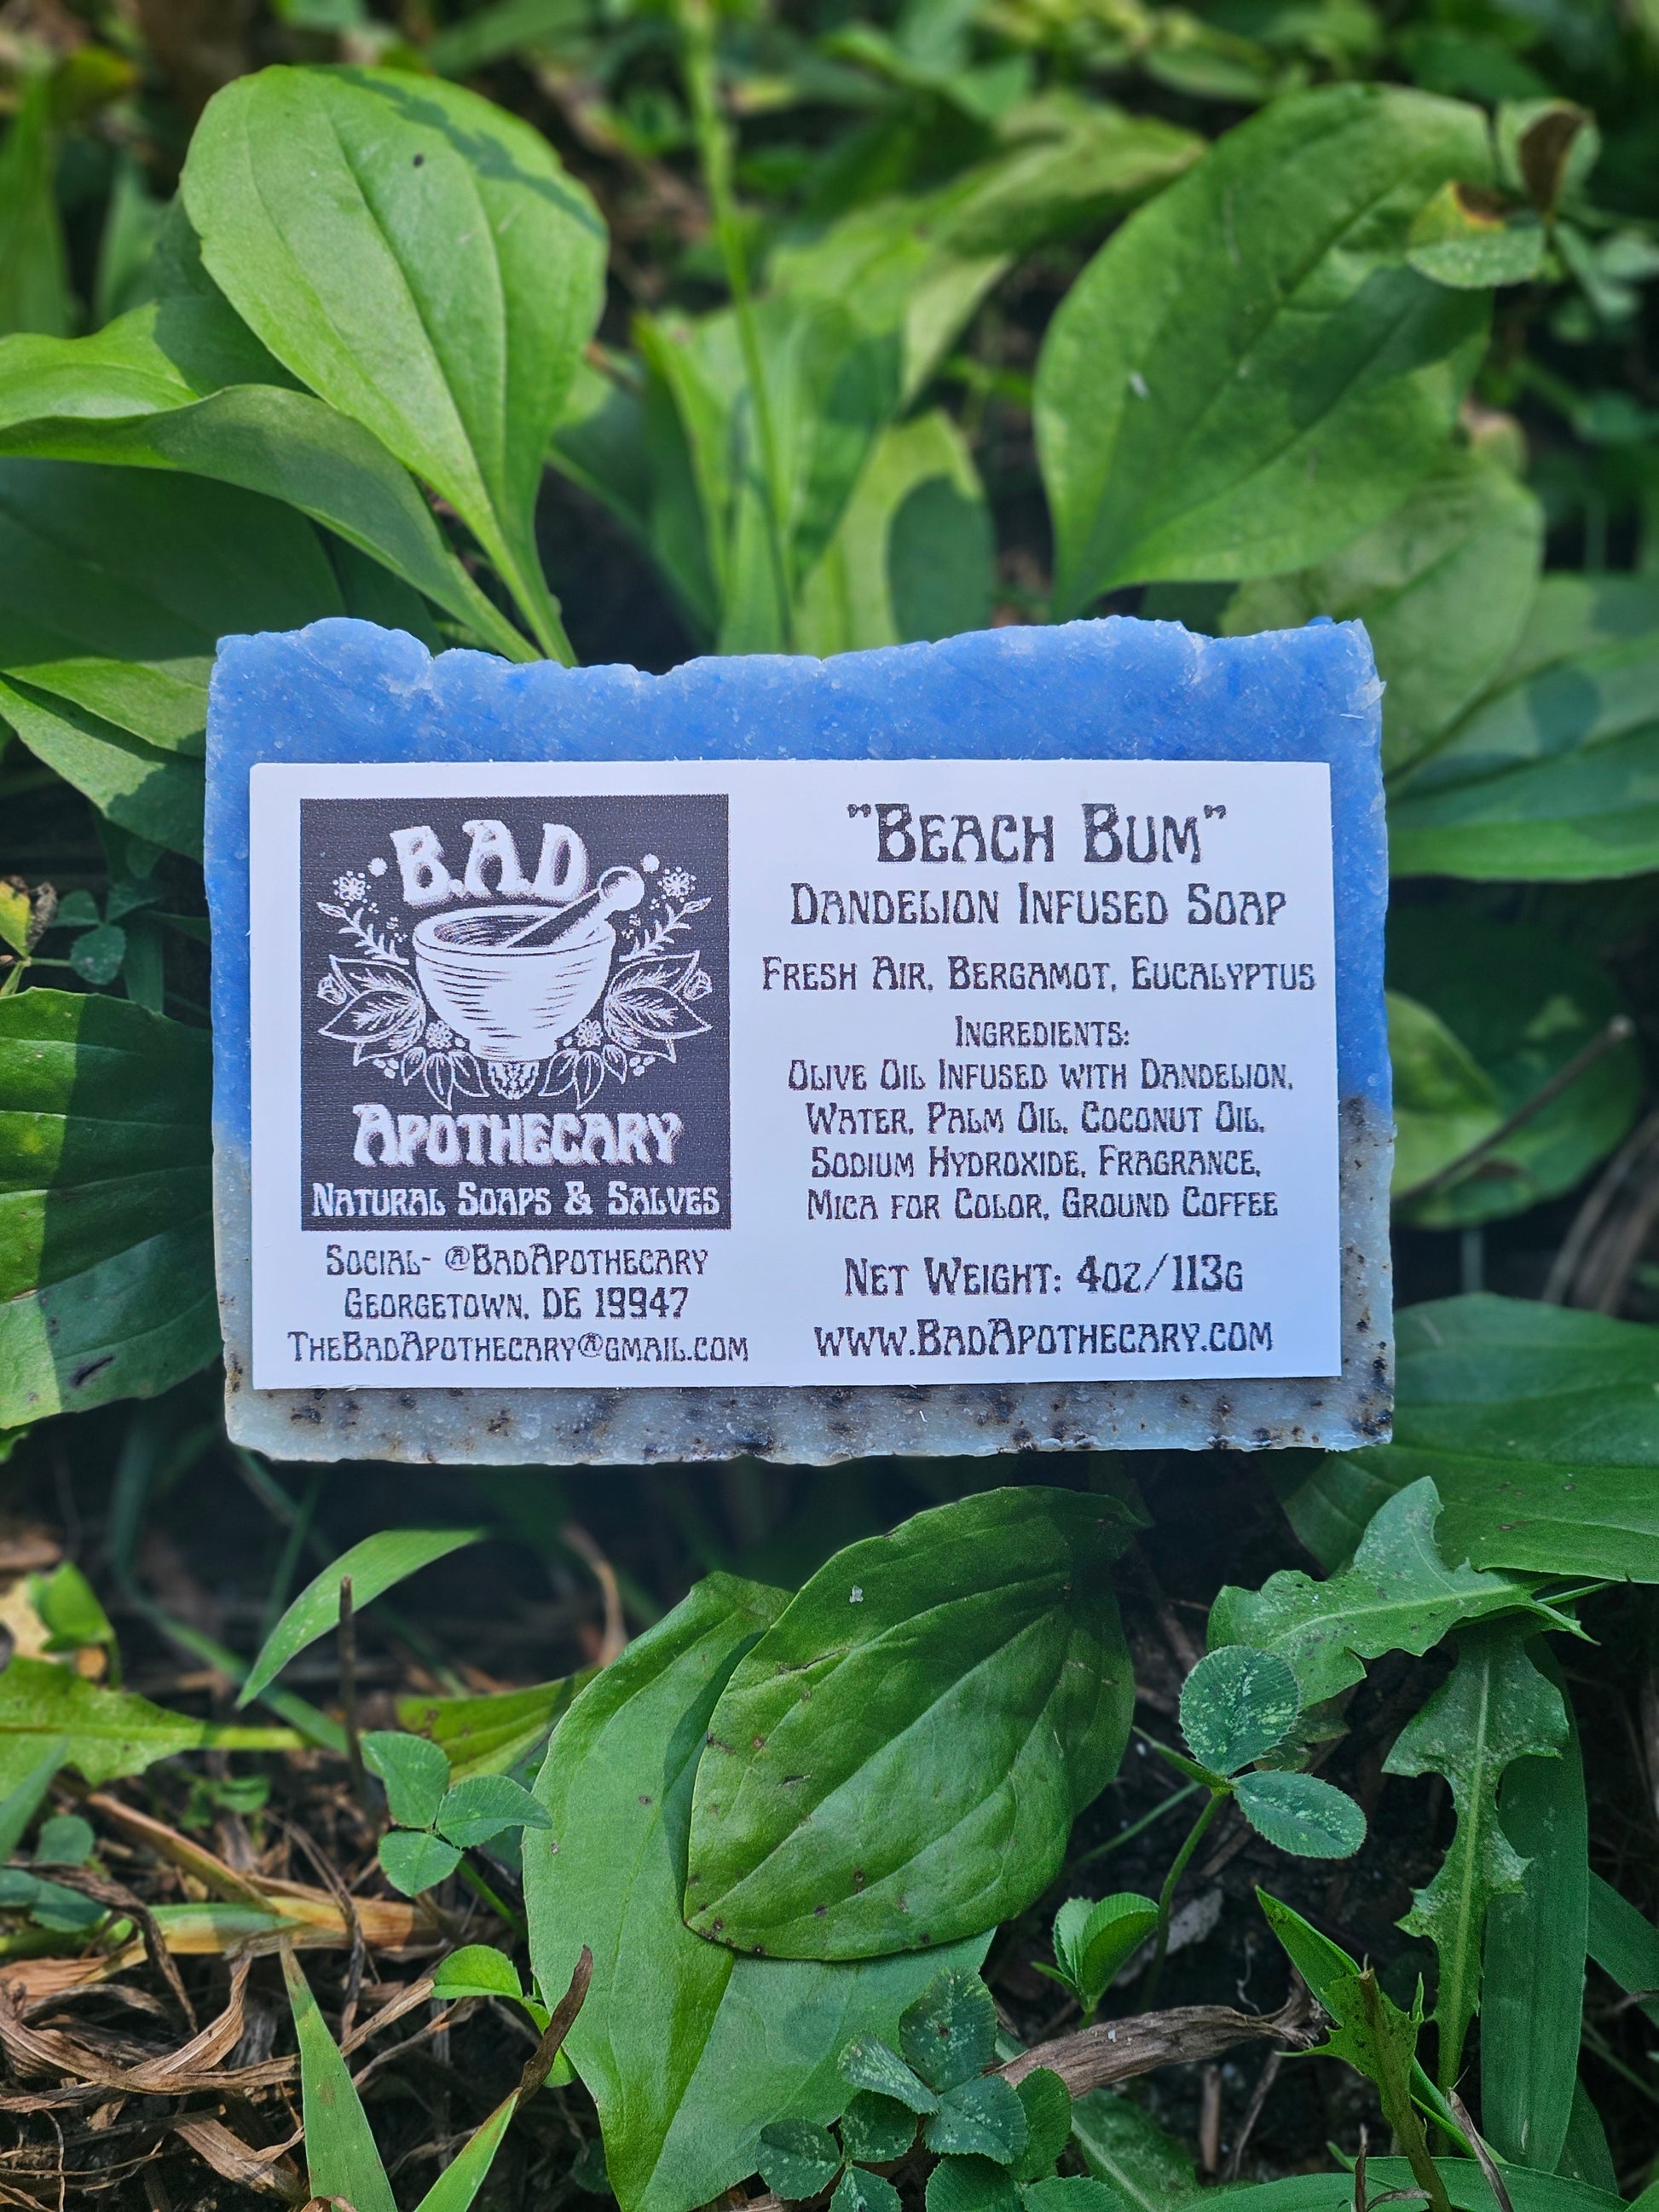 B.A.D
Apothecary
Natural Soaps & Salves
Social- @BadApothecary
Georgetown, DE 19947
TheBadApothecary@gmail.com
"Beach Bum"
Dandelion Infused Soap
Fresh Air, Bergamot, Eucalyptus
Ingredients:
Olive Oil Infused with Dandelion,
Water, Palm Oil, Coconut Oil,
Sodium Hydroxide, Fragrance,
Mica for Color, Ground Coffee
Net Weight: 4oz/113g
www.BadApothecary.com